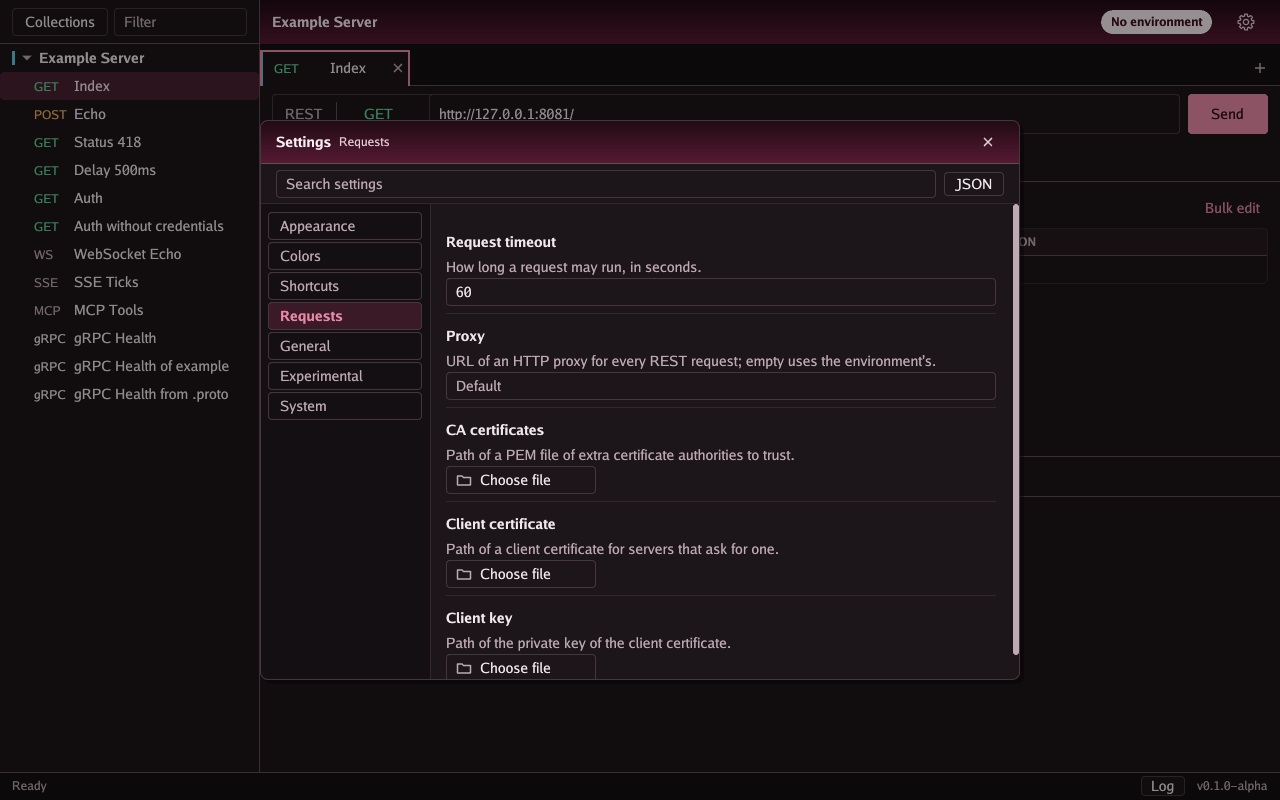 Collections
Filter
Example Server
No environment
Example Server
GET Index
POST Echo
GET Status 418
GET Delay 500ms
GET Auth
GET Auth without credentials
WS WebSocket Echo
SSE SSE Ticks
MCP MCP Tools
gRPC gRPC Health
gRPC gRPC Health of example
gRPC gRPC Health from .proto
GET Index
REST GET http://127.0.0.1:8081/ Send
Bulk edit
ON
Settings Requests
Search settings JSON
Appearance
Colors
Shortcuts
Requests
General
Experimental
System
Request timeout
How long a request may run, in seconds.
60
Proxy
URL of an HTTP proxy for every REST request; empty uses the environment's.
Default
CA certificates
Path of a PEM file of extra certificate authorities to trust.
Choose file
Client certificate
Path of a client certificate for servers that ask for one.
Choose file
Client key
Path of the private key of the client certificate.
Choose file
Ready
Log v0.1.0-alpha